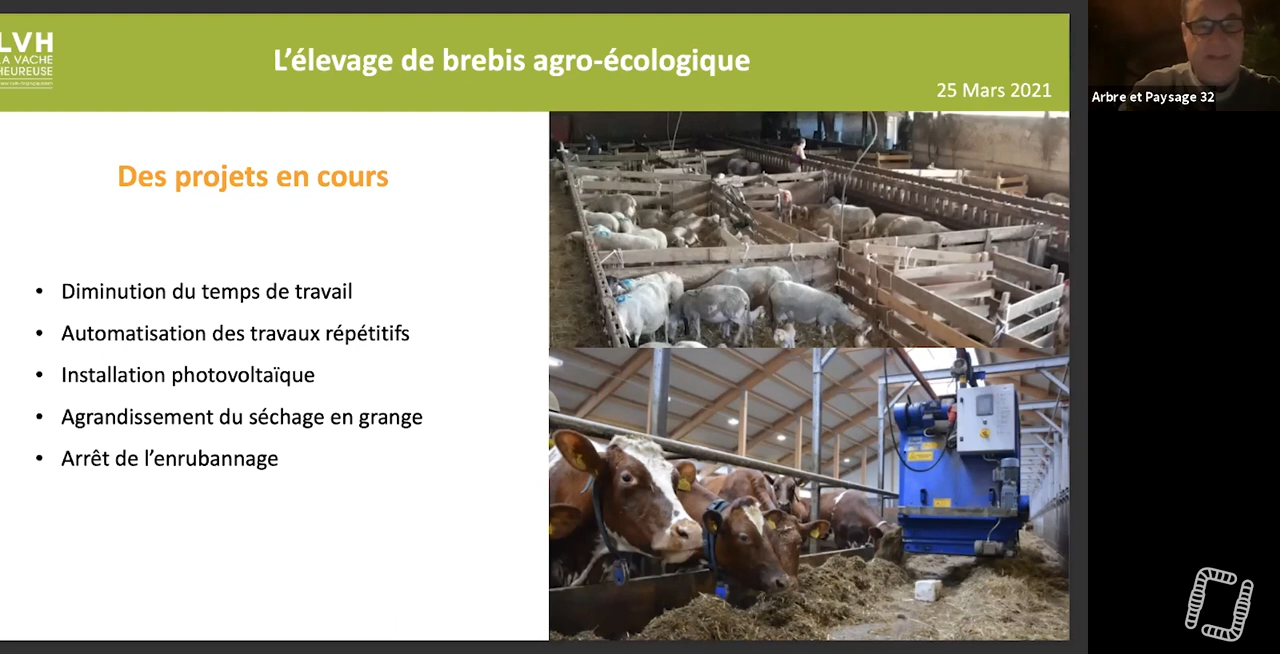 LVH
LA VACHE
HEUREUSE
L'élevage de brebis agro-écologique
25 Mars 2021
Arbre et Paysage 32
Des projets en cours
• Diminution du temps de travail
• Automatisation des travaux répétitifs
• Installation photovoltaïque
• Agrandissement du séchage en grange
• Arrêt de l'enrubannage